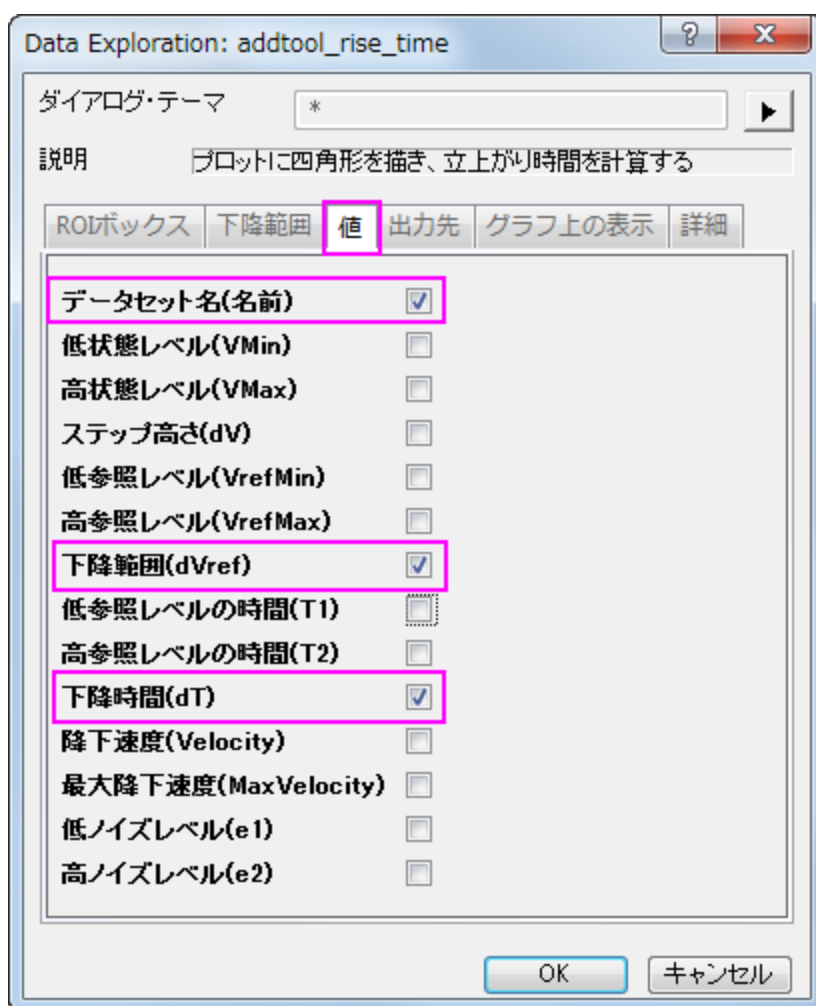 Data Exploration: addtool_rise_time
ダイアログ・テーマ *
説明 プロットに四角形を描き、立上がり時間を計算する
ROIボックス 下降範囲 値 出力先 グラフ上の表示 詳細
データセット名(名前)
低状態レベル(VMin)
高状態レベル(VMax)
ステップ高さ(dV)
低参照レベル(VrefMin)
高参照レベル(VrefMax)
下降範囲(dVref)
低参照レベルの時間(T1)
高参照レベルの時間(T2)
下降時間(dT)
降下速度(Velocity)
最大降下速度(MaxVelocity)
低ノイズレベル(e1)
高ノイズレベル(e2)
OK キャンセル